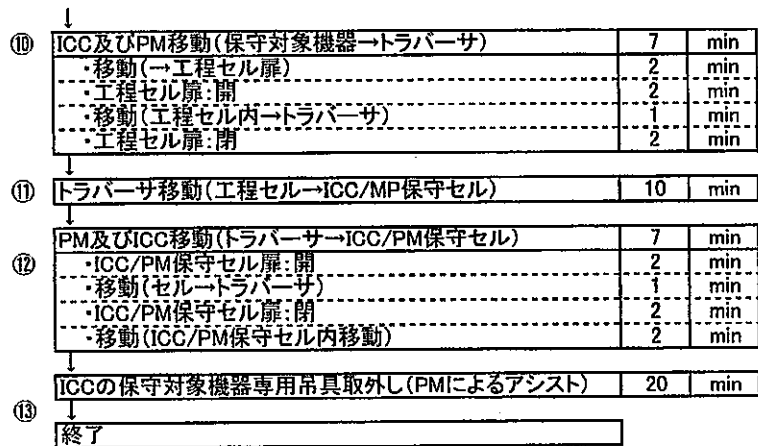 ↓
⑩ ICC及びPM移動(保守対象機器→トラバーサ) 7 min
・移動(→工程セル扉) 2 min
・工程セル扉:開 2 min
・移動(工程セル内→トラバーサ) 1 min
・工程セル扉:閉 2 min
↓
⑪ トラバーサ移動(工程セル→ICC/MP保守セル) 10 min
↓
PM及びICC移動(トラバーサ→ICC/PM保守セル) 7 min
⑫ ・ICC/PM保守セル扉:開 2 min
・移動(セル→トラバーサ) 1 min
・ICC/PM保守セル扉:閉 2 min
・移動(ICC/PM保守セル内移動) 2 min
↓
ICCの保守対象機器専用吊具取外し(PMによるアシスト) 20 min
⑬ ↓
終了